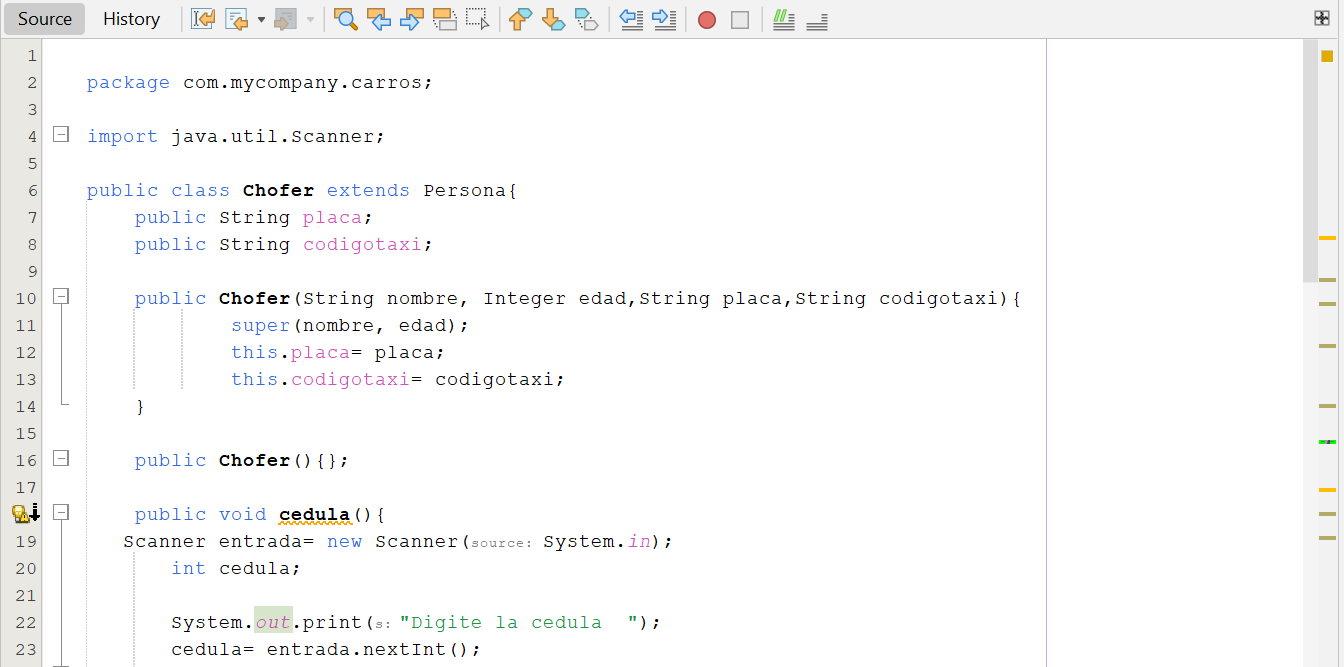 Source History
1
2 package com.mycompany.carros;
3
4 import java.util.Scanner;
5
6 public class Chofer extends Persona{
7 public String placa;
8 public String codigotaxi;
9
10 public Chofer(String nombre, Integer edad,String placa,String codigotaxi){
11 super(nombre, edad);
12 this.placa= placa;
13 this.codigotaxi= codigotaxi;
14 }
15
16 public Chofer(){};
17
public void cedula(){
19 Scanner entrada= new Scanner(source: System.in);
20 int cedula;
21
22 System.out.print(s: "Digite la cedula  ");
23 cedula= entrada.nextInt();